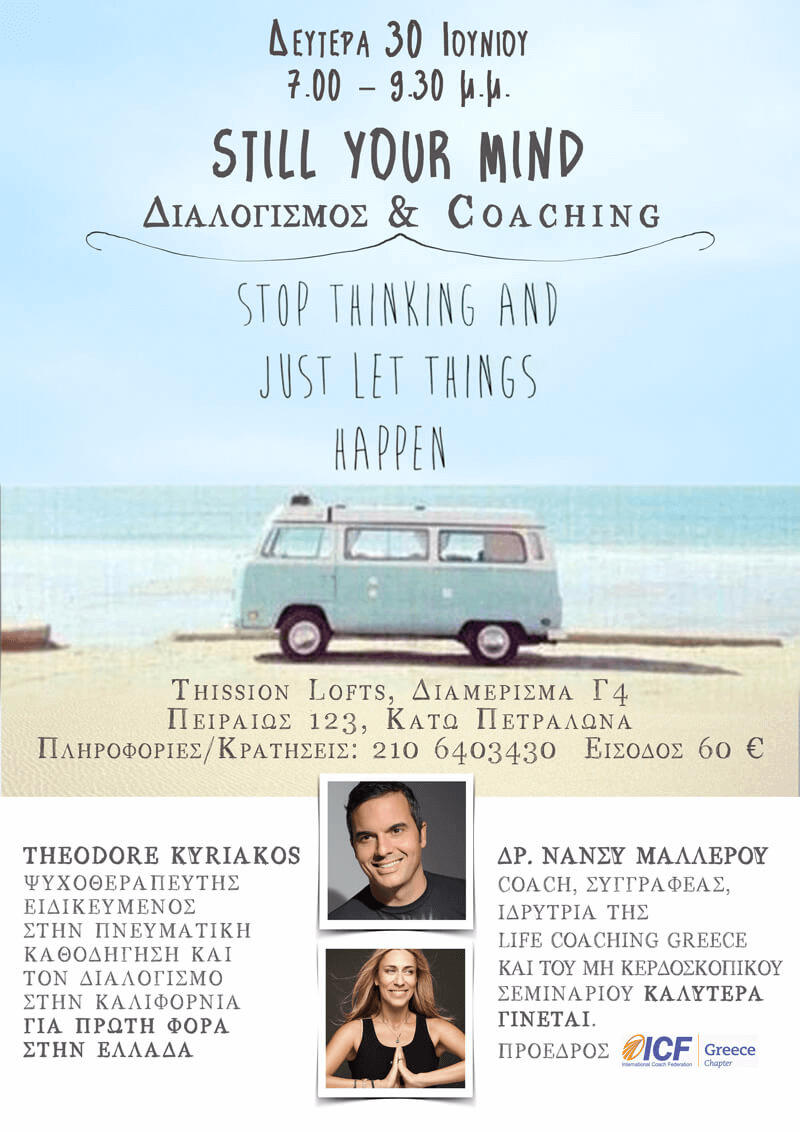 Δευτερα 30 Ιουνιου
7.00 – 9.30 μ.μ.
STILL YOUR MIND
Διαλογισμος & Coaching
STOP THINKING AND
JUST LET THINGS
HAPPEN
Thission Lofts, Διαμερισμα Γ4
Πειραιως 123, Κατω Πετραλωνα
Πληροφοριες/Κρατησεις: 210 6403430 Εισοδος 60 €
THEODORE KYRIAKOS
ΨΥΧΟΘΕΡΑΠΕΥΤΗΣ
ΕΙΔΙΚΕΥΜΕΝΟΣ
ΣΤΗΝ ΠΝΕΥΜΑΤΙΚΗ
ΚΑΘΟΔΗΓΗΣΗ ΚΑΙ
ΤΟΝ ΔΙΑΛΟΓΙΣΜΟ
ΣΤΗΝ ΚΑΛΙΦΟΡΝΙΑ
ΓΙΑ ΠΡΩΤΗ ΦΟΡΑ
ΣΤΗΝ ΕΛΛΑΔΑ
ΔΡ. ΝΑΝΣΥ ΜΑΛΛΕΡΟΥ
COACH, ΣΥΓΓΡΑΦΕΑΣ,
ΙΔΡΥΤΡΙΑ ΤΗΣ
LIFE COACHING GREECE
ΚΑΙ ΤΟΥ ΜΗ ΚΕΡΔΟΣΚΟΠΙΚΟΥ
ΣΕΜΙΝΑΡΙΟΥ ΚΑΛΥΤΕΡΑ
ΓΙΝΕΤΑΙ.
ΠΡΟΕΔΡΟΣ ICF Greece
International Coach Federation Chapter